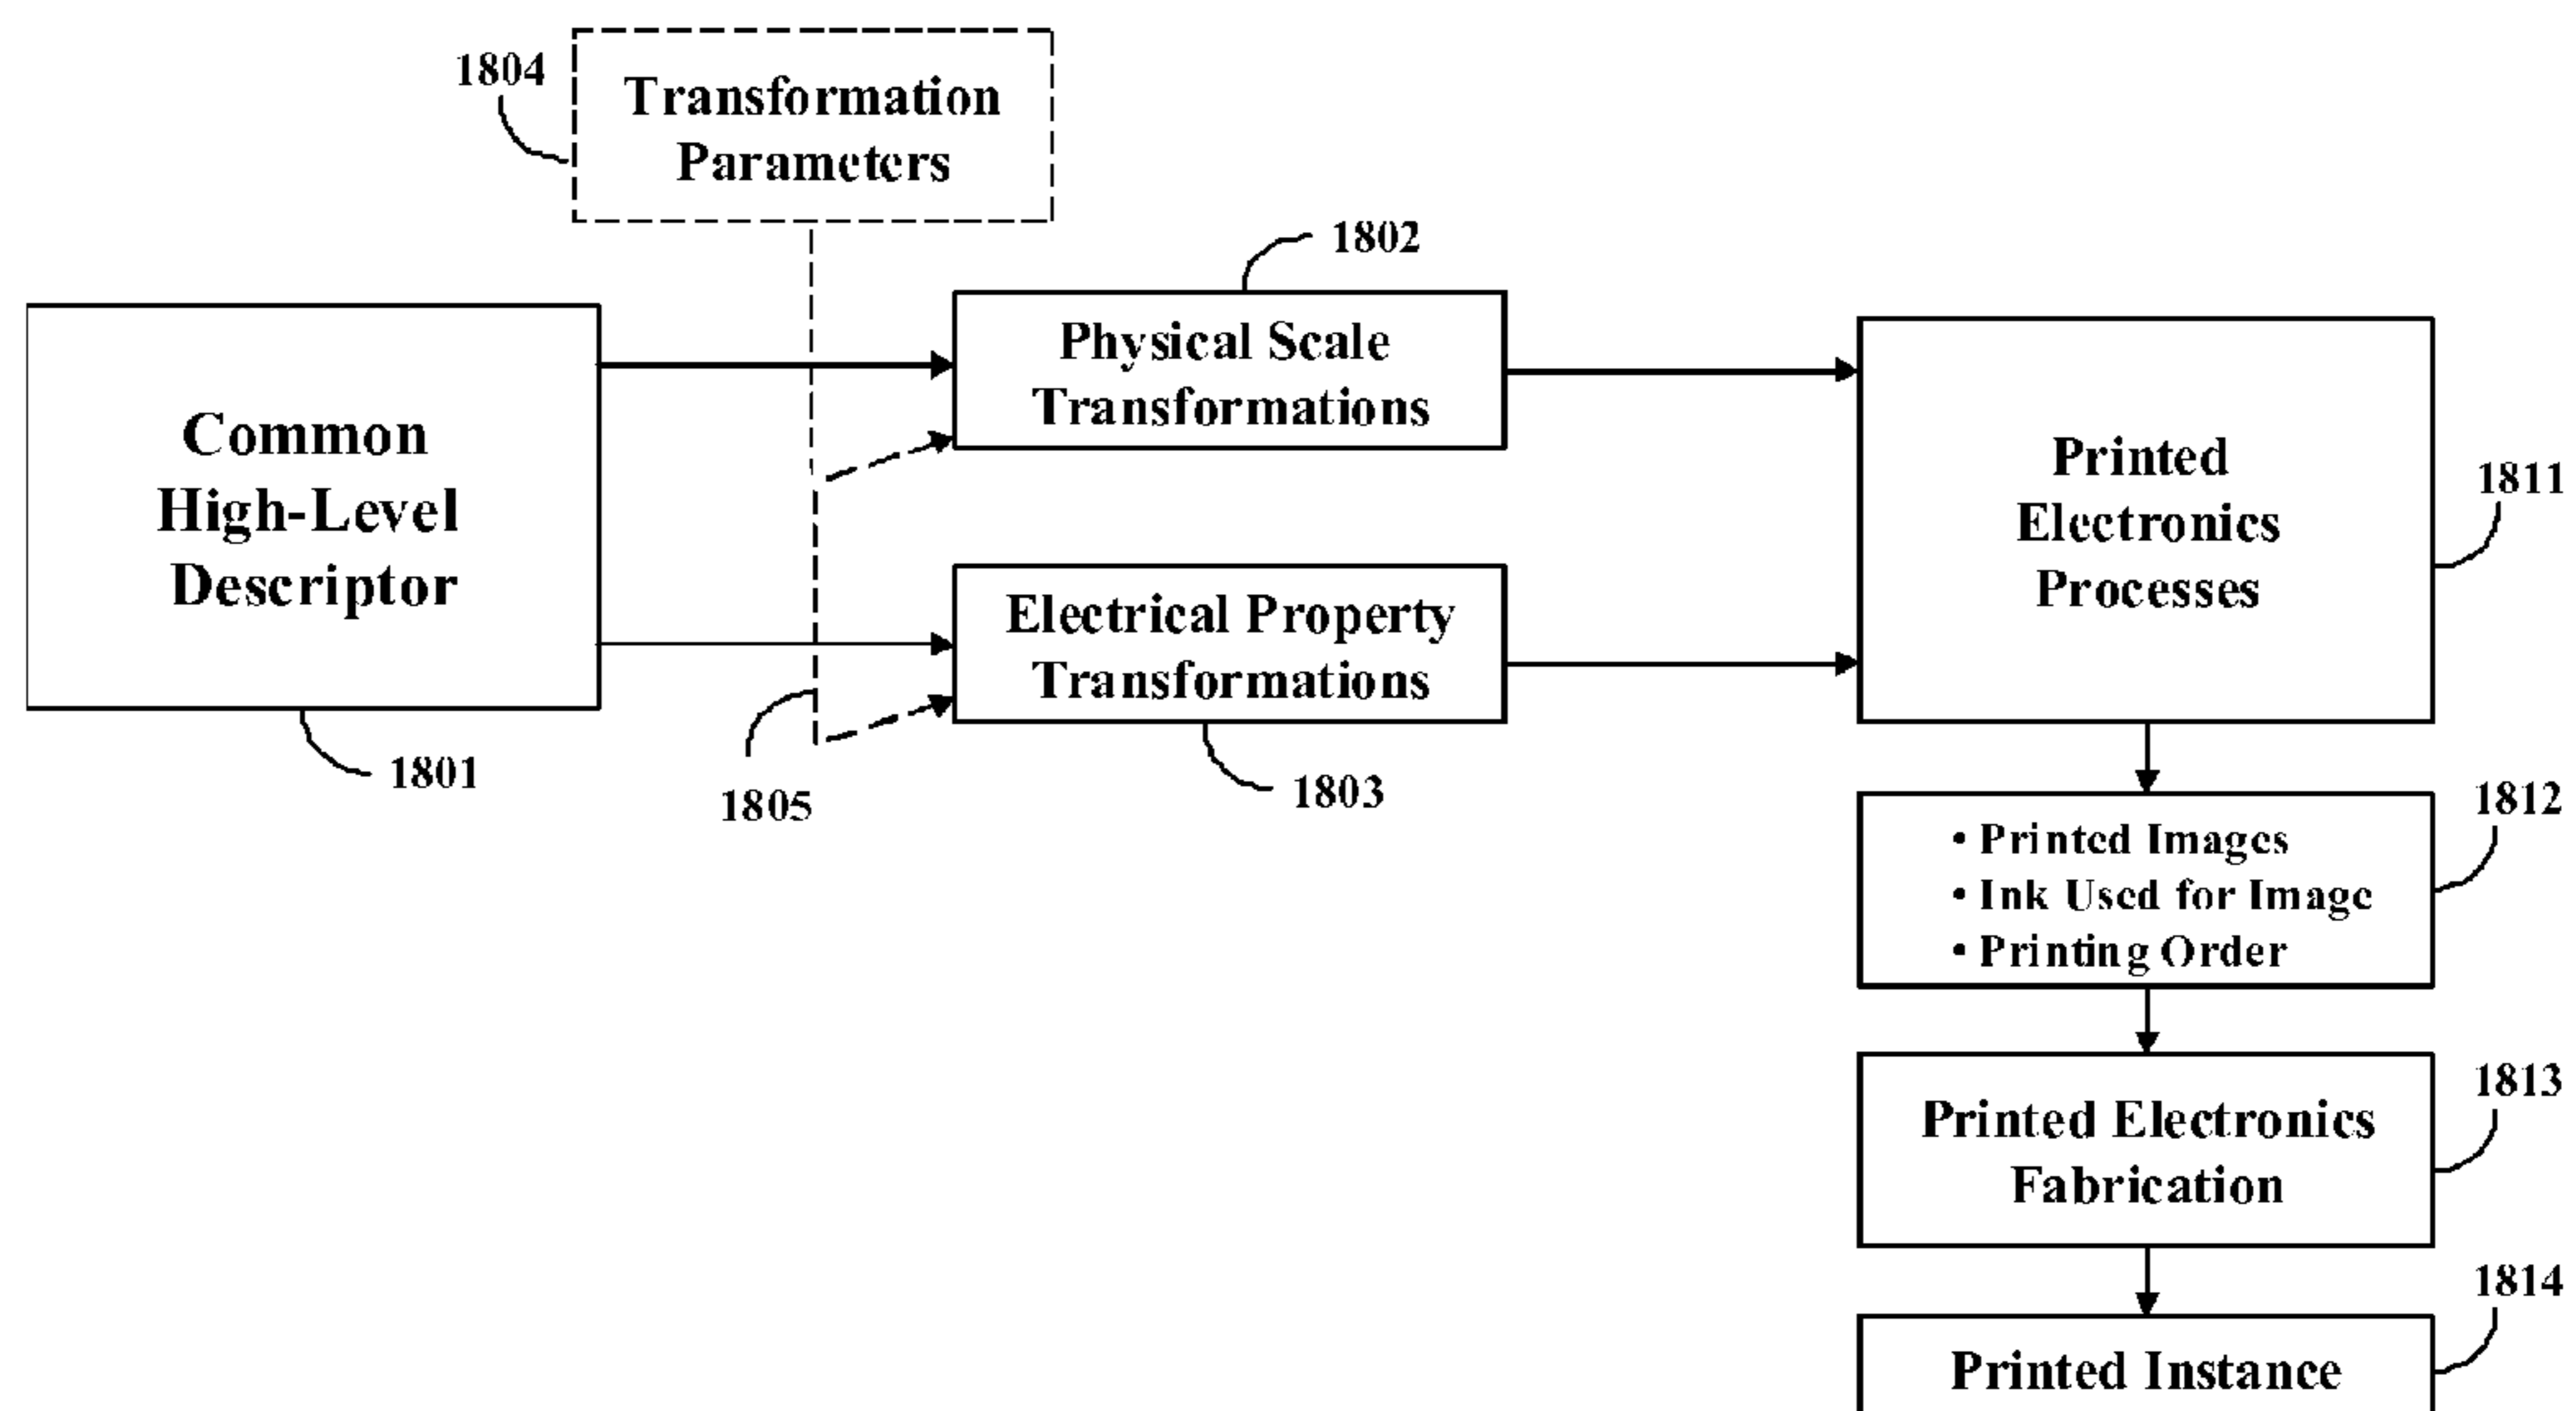 1804
Transformation
Parameters
1802
Common
High-Level
Descriptor
1801
Physical Scale
Transformations
Electrical Property
Transformations
1805
1803
Printed
Electronics
Processes
1811
1812
• Printed Images
• Ink Used for Image
• Printing Order
1813
Printed Electronics
Fabrication
1814
Printed Instance